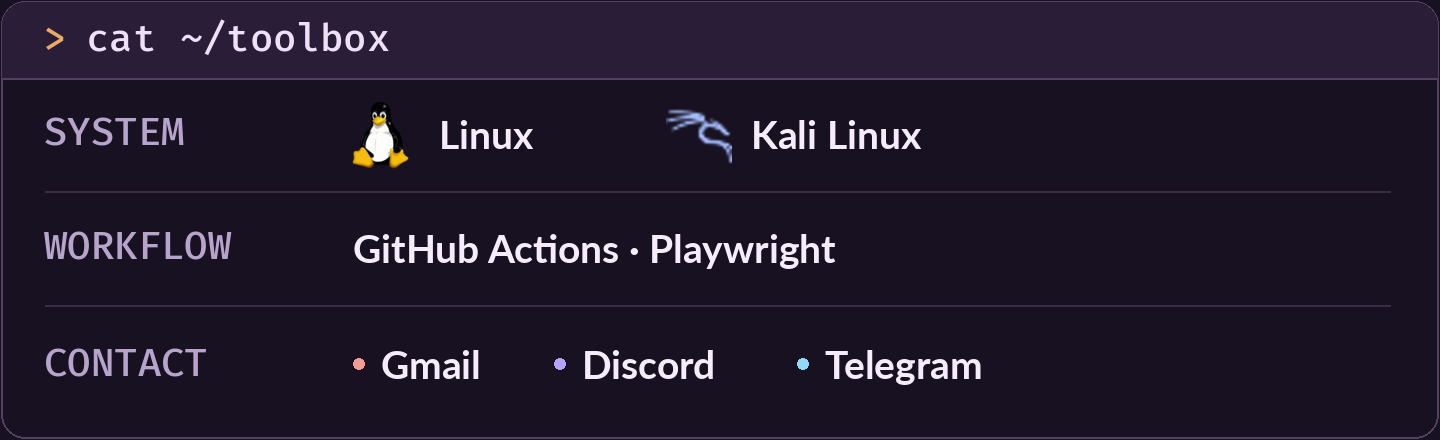 > cat ~/toolbox
SYSTEM Linux Kali Linux
WORKFLOW GitHub Actions · Playwright
CONTACT • Gmail • Discord • Telegram